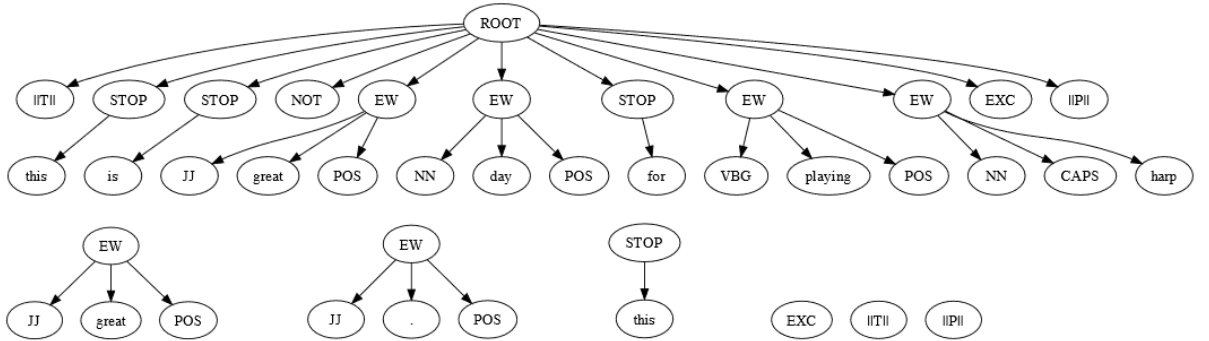 ROOT
||T|| STOP STOP NOT EW EW STOP EW EW EXC ||P||
this is JJ great POS NN day POS for VBG playing POS NN CAPS harp
EW EW STOP
JJ great POS JJ . POS this EXC ||T|| ||P||